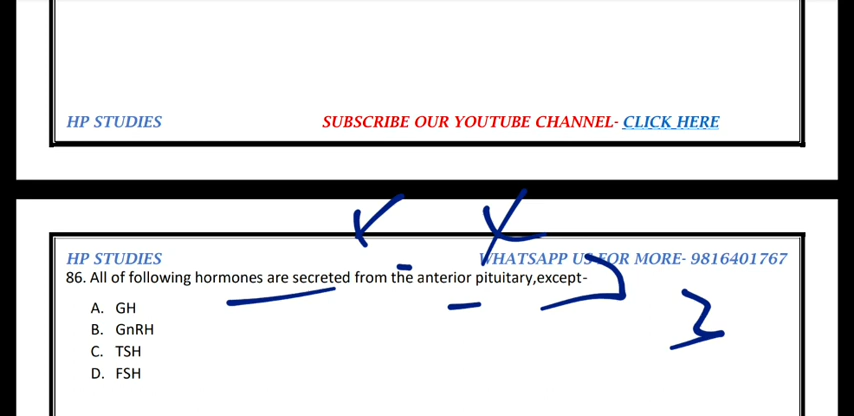 HP STUDIES SUBSCRIBE OUR YOUTUBE CHANNEL- CLICK HERE
HP STUDIES WHATSAPP US FOR MORE- 9816401767
86. All of following hormones are secreted from the anterior pituitary,except-
A. GH
B. GnRH
C. TSH
D. FSH